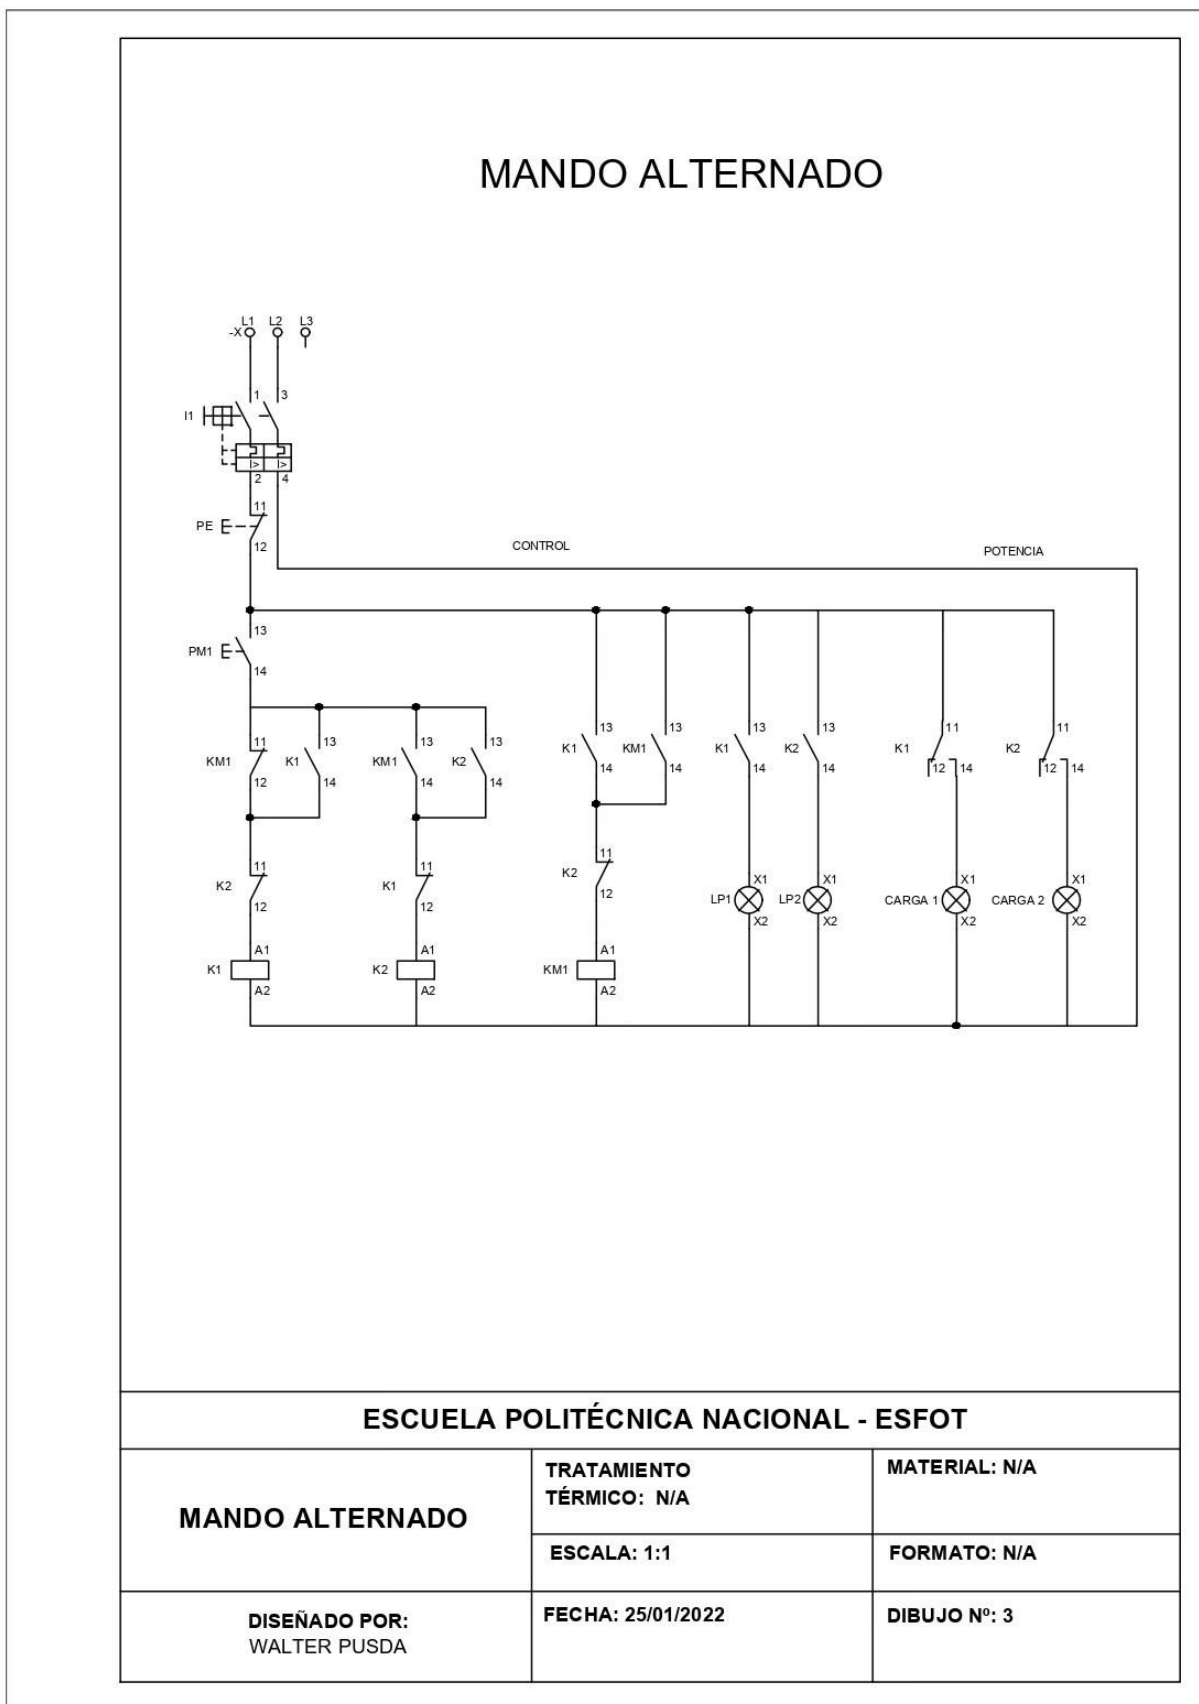 MANDO ALTERNADO
L1 L2 L3
-X
1 3
I1
I> I>
2 4
11
PE
12
CONTROL
POTENCIA
13
PM1
14
11 13 13 13 13 13 13 13 11 11
KM1 K1 KM1 K2 K1 KM1 K1 K2 K1 K2
12 14 14 14 14 14 14 14 12 14 12 14
11 11 11
K2 K1 K2
12 12 12
X1 X1 X1 X1
LP1 LP2 CARGA 1 CARGA 2
X2 X2 X2 X2
A1 A1 A1
K1 K2 KM1
A2 A2 A2
ESCUELA POLITÉCNICA NACIONAL - ESFOT
MANDO ALTERNADO
TRATAMIENTO
TÉRMICO: N/A
MATERIAL: N/A
ESCALA: 1:1
FORMATO: N/A
DISEÑADO POR:
WALTER PUSDA
FECHA: 25/01/2022
DIBUJO Nº: 3